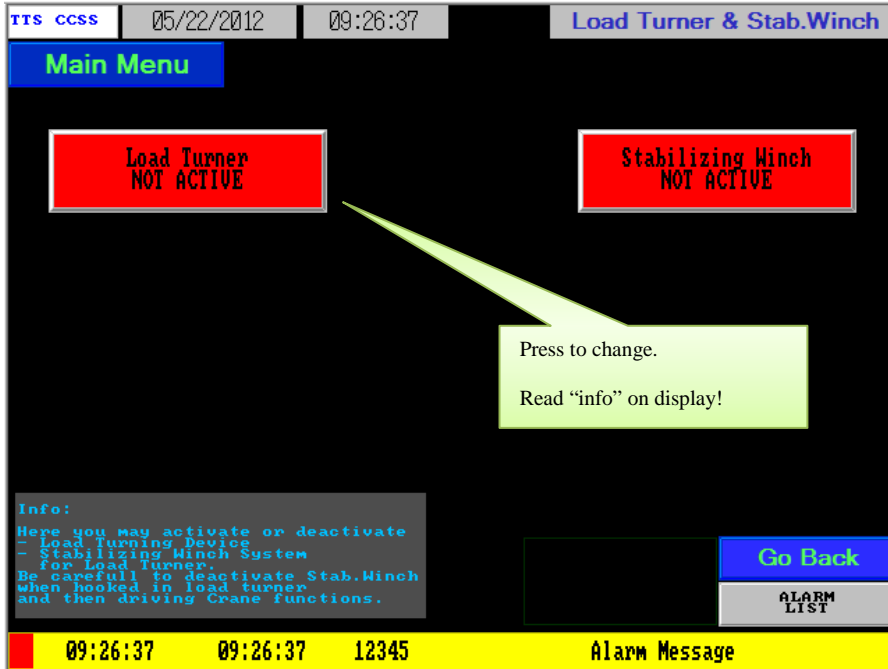 TTS CCSS 05/22/2012 09:26:37 Load Turner & Stab.Winch
Main Menu
Load Turner
NOT ACTIVE
Stabilizing Winch
NOT ACTIVE
Press to change.
Read “info” on display!
Info:
Here you may activate or deactivate
- Load Turning Device
- Stabilizing Winch System
for Load Turner.
Be carefull to deactivate Stab.Winch
when hooked in load turner
and then driving Crane functions.
Go Back
ALARM
LIST
09:26:37 09:26:37 12345 Alarm Message